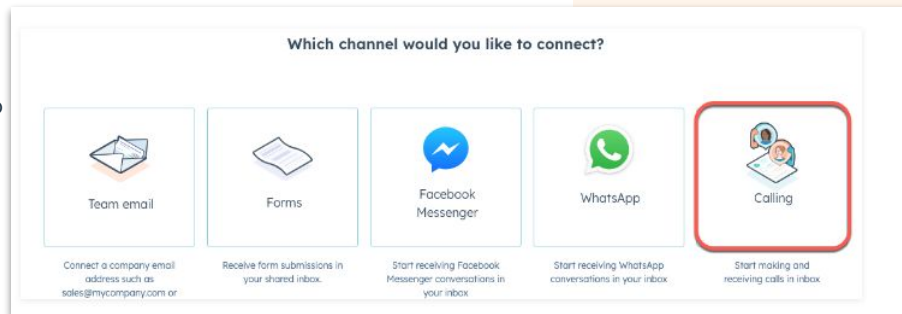 Which channel would you like to connect?
Team email
Forms
Facebook
Messenger
WhatsApp
Calling
Connect a company email
address such as
sales@mycompany.com or
Receive form submissions in
your shared inbox.
Start receiving Facebook
Messenger conversations in
your inbox
Start receiving WhatsApp
conversations in your inbox
Start making and
receiving calls in inbox